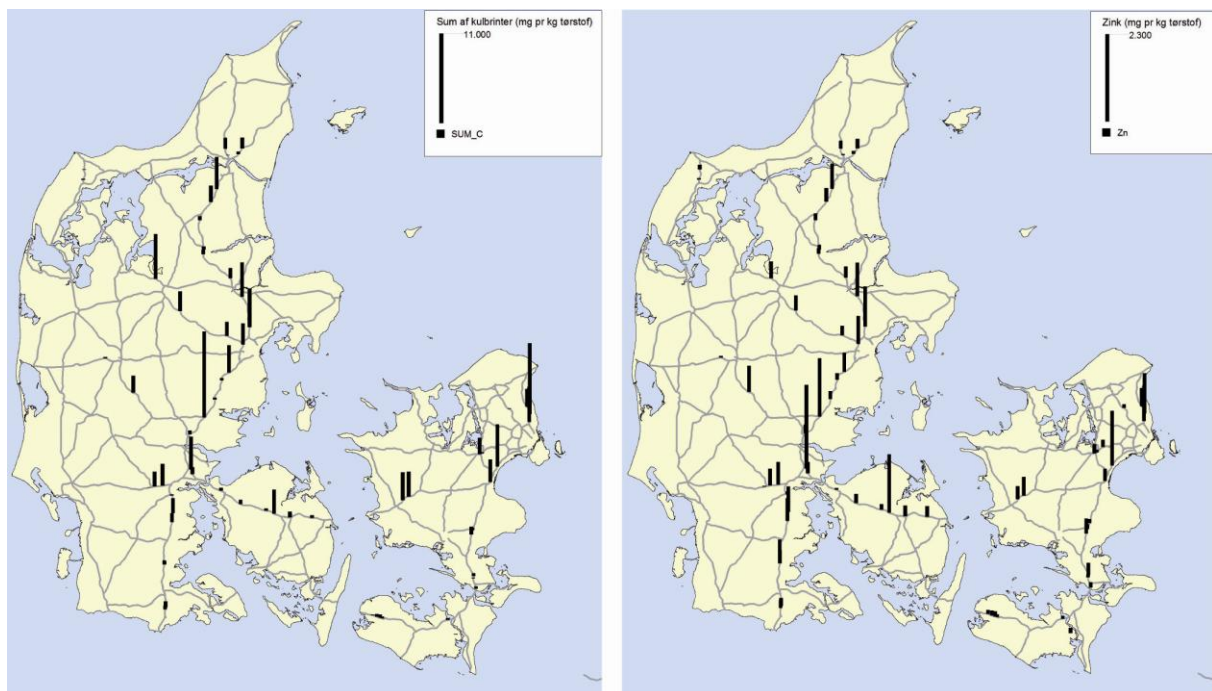 Sum af kulbrinter (mg pr kg tørstof)
11.000
SUM_C
Zink (mg pr kg tørstof)
2.300
Zn